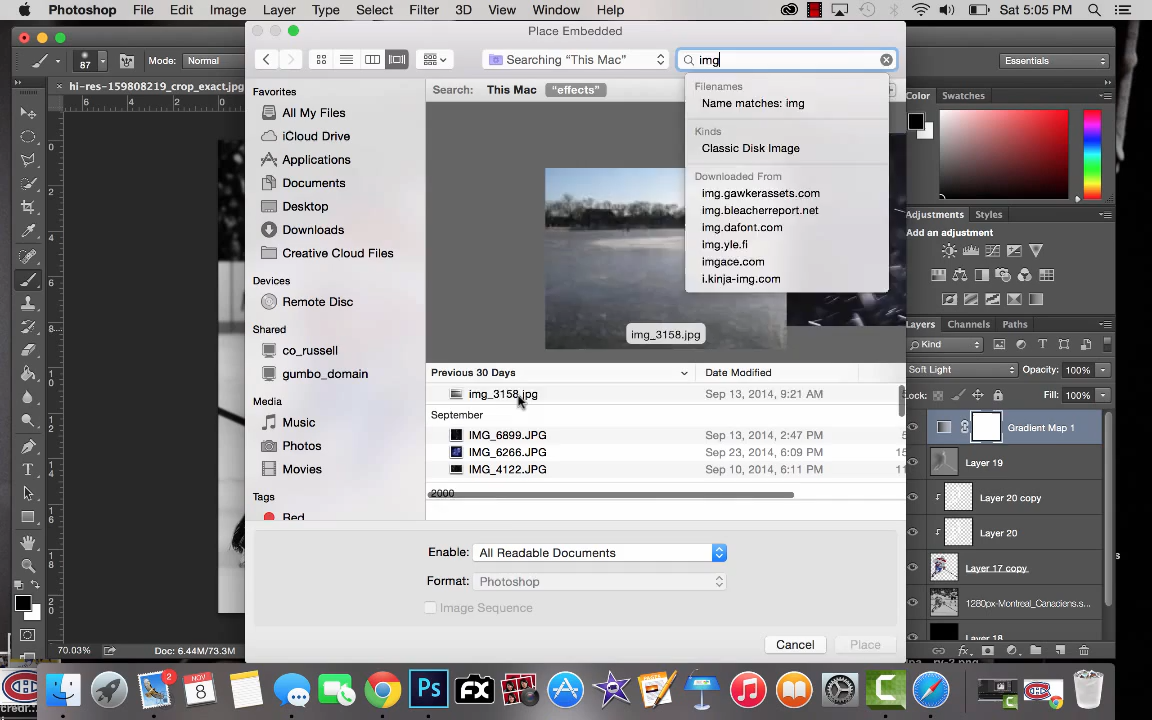 Photoshop File Edit Image Layer Type Select Filter 3D View Window Help Sat 5:05 PM
Place Embedded
87 Mode: Normal
Searching “This Mac”
img
Essentials
hi-res-159808219_crop_exact.jpg
Search: This Mac “effects”
Filenames
Name matches: img
Kinds
Classic Disk Image
Downloaded From
img.gawkerassets.com
img.bleacherreport.net
img.dafont.com
img.yle.fi
imgace.com
i.kinja-img.com
Favorites
All My Files
iCloud Drive
Applications
Documents
Desktop
Downloads
Creative Cloud Files
Devices
Remote Disc
Shared
co_russell
gumbo_domain
Media
Music
Photos
Movies
Tags
Red
img_3158.jpg
Previous 30 Days Date Modified
img_3158.jpg Sep 13, 2014, 9:21 AM
September
IMG_6899.JPG Sep 13, 2014, 2:47 PM
IMG_6266.JPG Sep 23, 2014, 6:09 PM
IMG_4122.JPG Sep 10, 2014, 6:11 PM
2000
Enable: All Readable Documents
Format: Photoshop
Image Sequence
Cancel Place
Color Swatches
Adjustments Styles
Add an adjustment
Layers Channels Paths
Kind
Soft Light Opacity: 100%
Lock: Fill: 100%
Gradient Map 1
Layer 19
Layer 20 copy
Layer 20
Layer 17 copy
1280px-Montreal_Canadiens...
Layer 18
70.03% Doc: 6.44M/73.3M